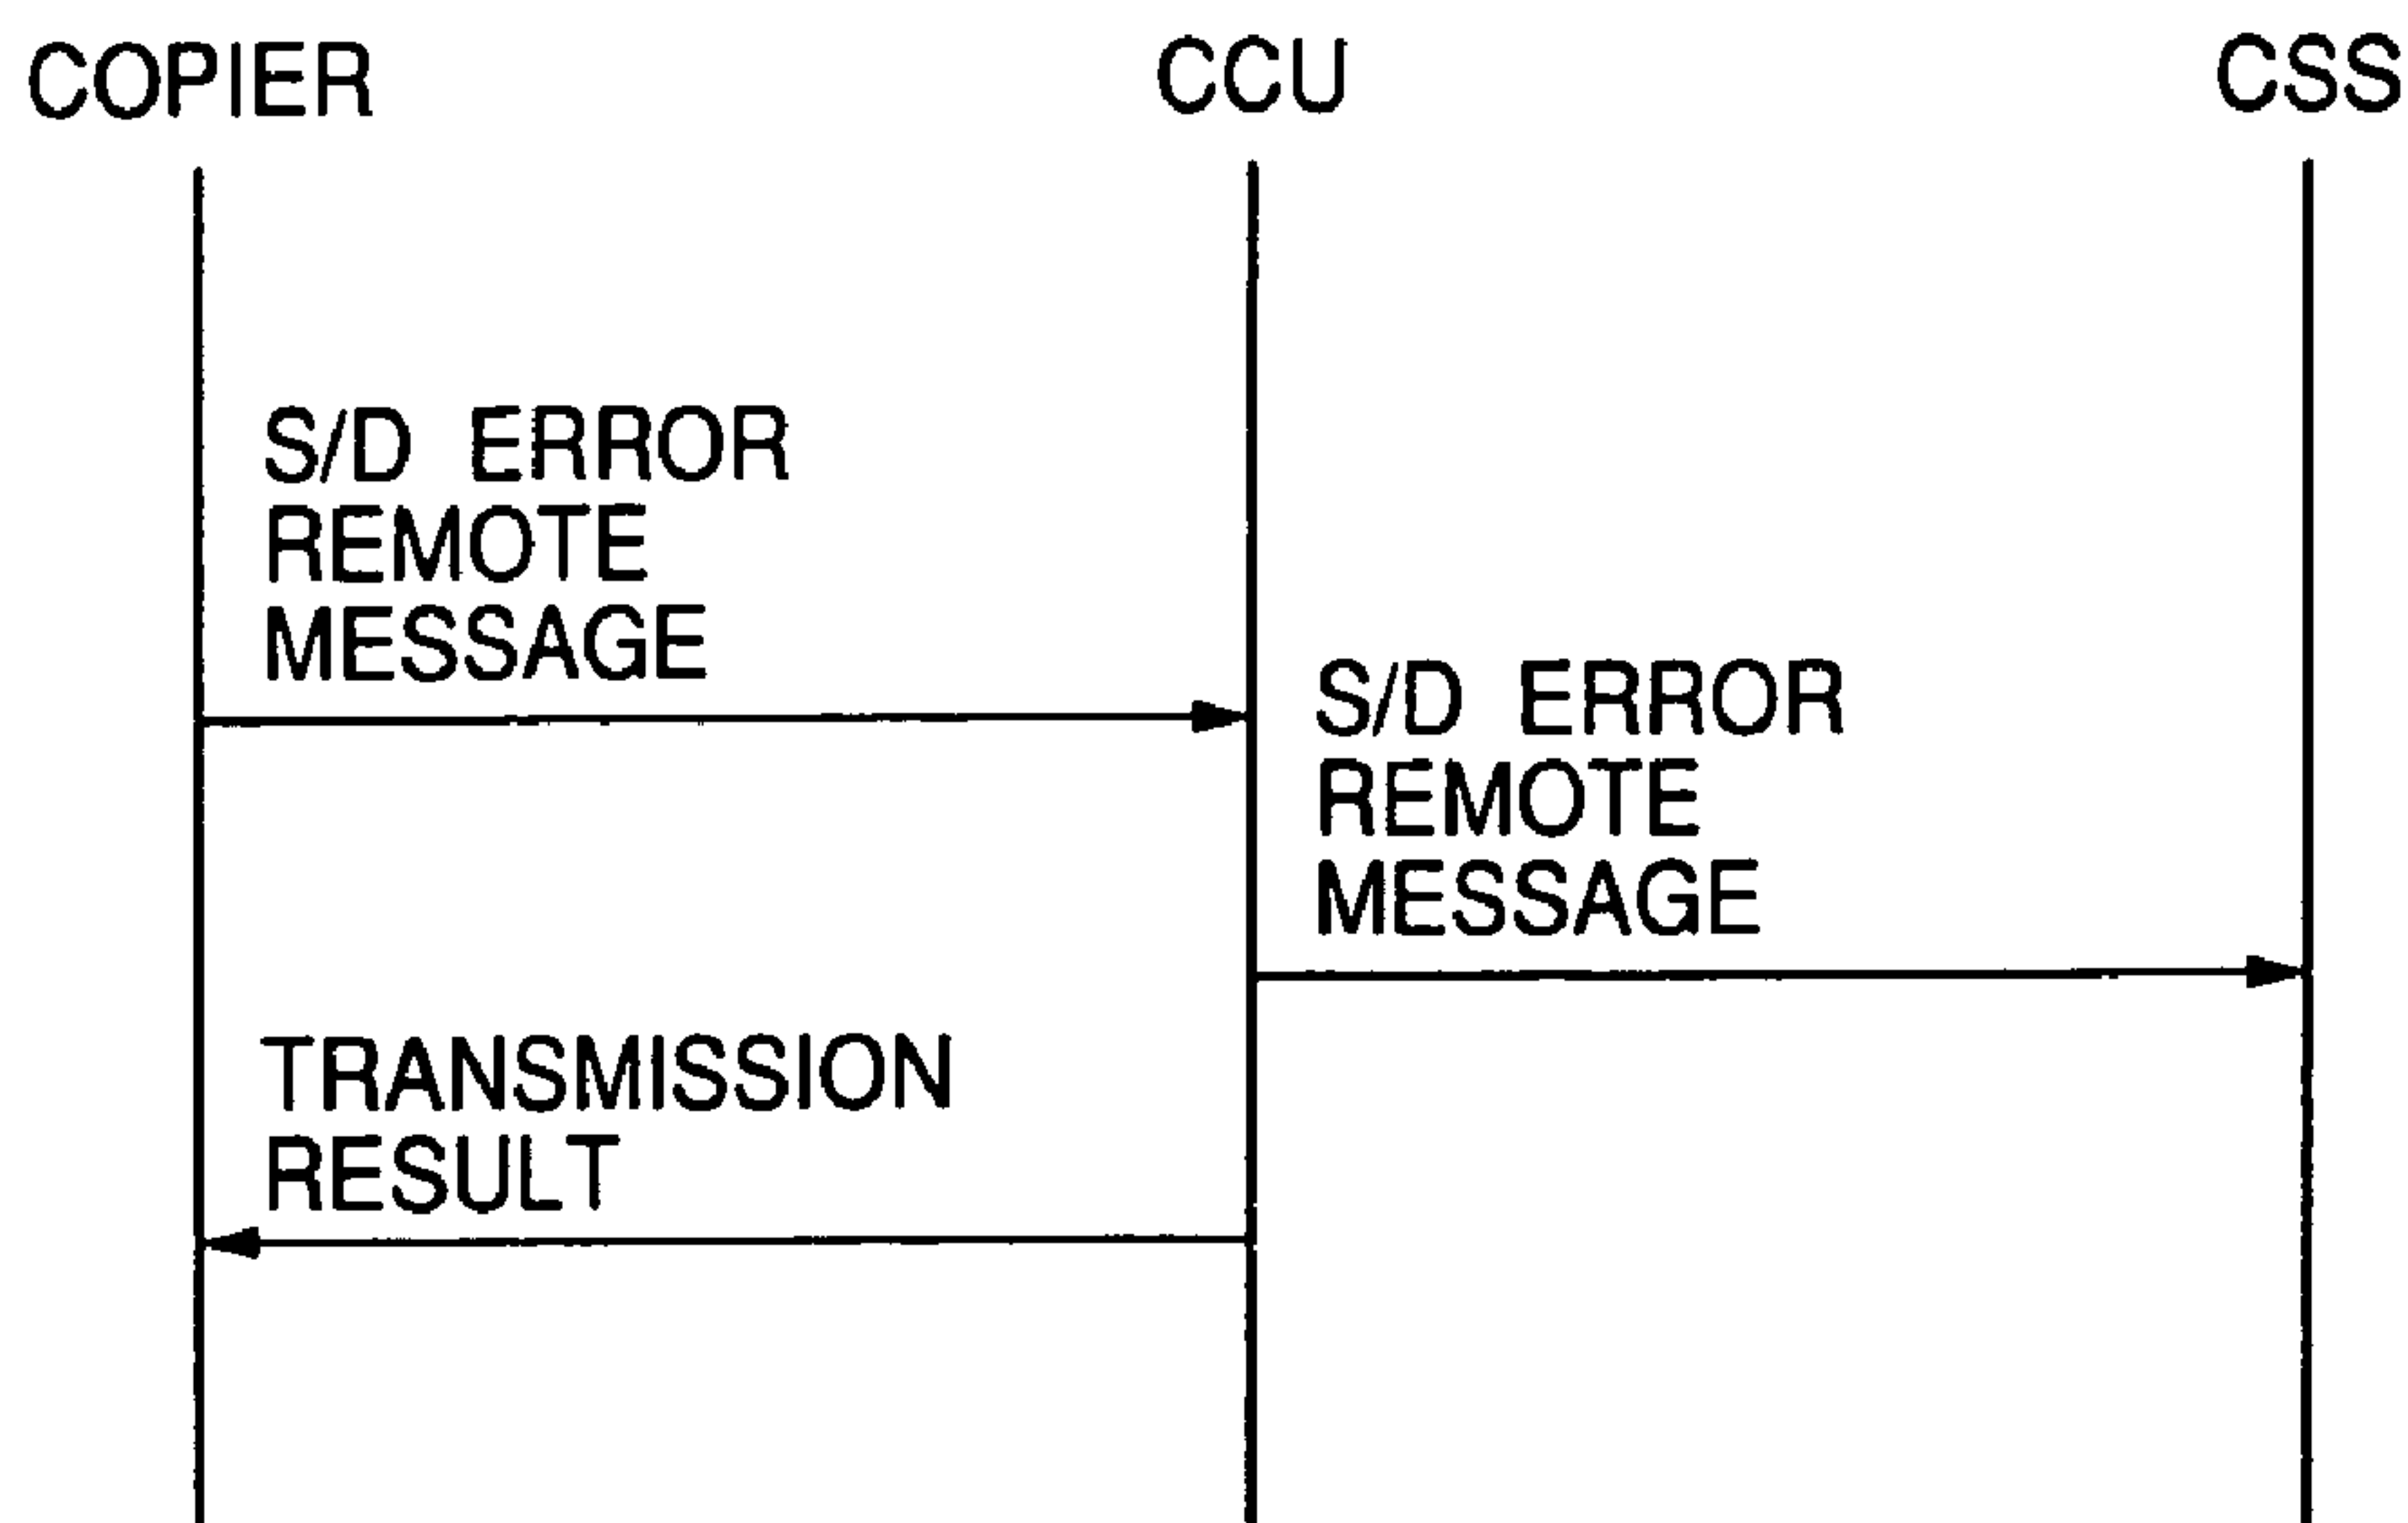 COPIER
CCU
CSS
S/D ERROR
REMOTE
MESSAGE
S/D ERROR
REMOTE
MESSAGE
TRANSMISSION
RESULT